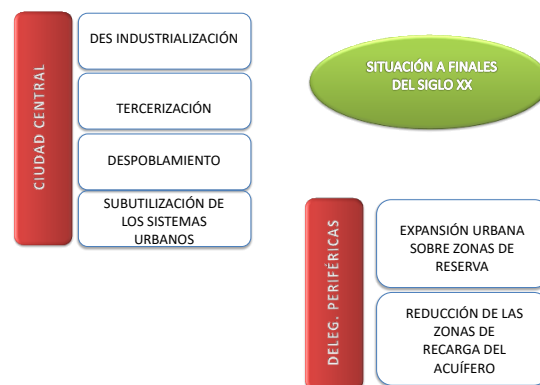 CIUDAD CENTRAL
DES INDUSTRIALIZACIÓN
TERCERIZACIÓN
DESPOBLAMIENTO
SUBUTILIZACIÓN DE
LOS SISTEMAS
URBANOS
SITUACIÓN A FINALES
DEL SIGLO XX
DELEG. PERIFÉRICAS
EXPANSIÓN URBANA
SOBRE ZONAS DE
RESERVA
REDUCCIÓN DE LAS
ZONAS DE
RECARGA DEL
ACUÍFERO